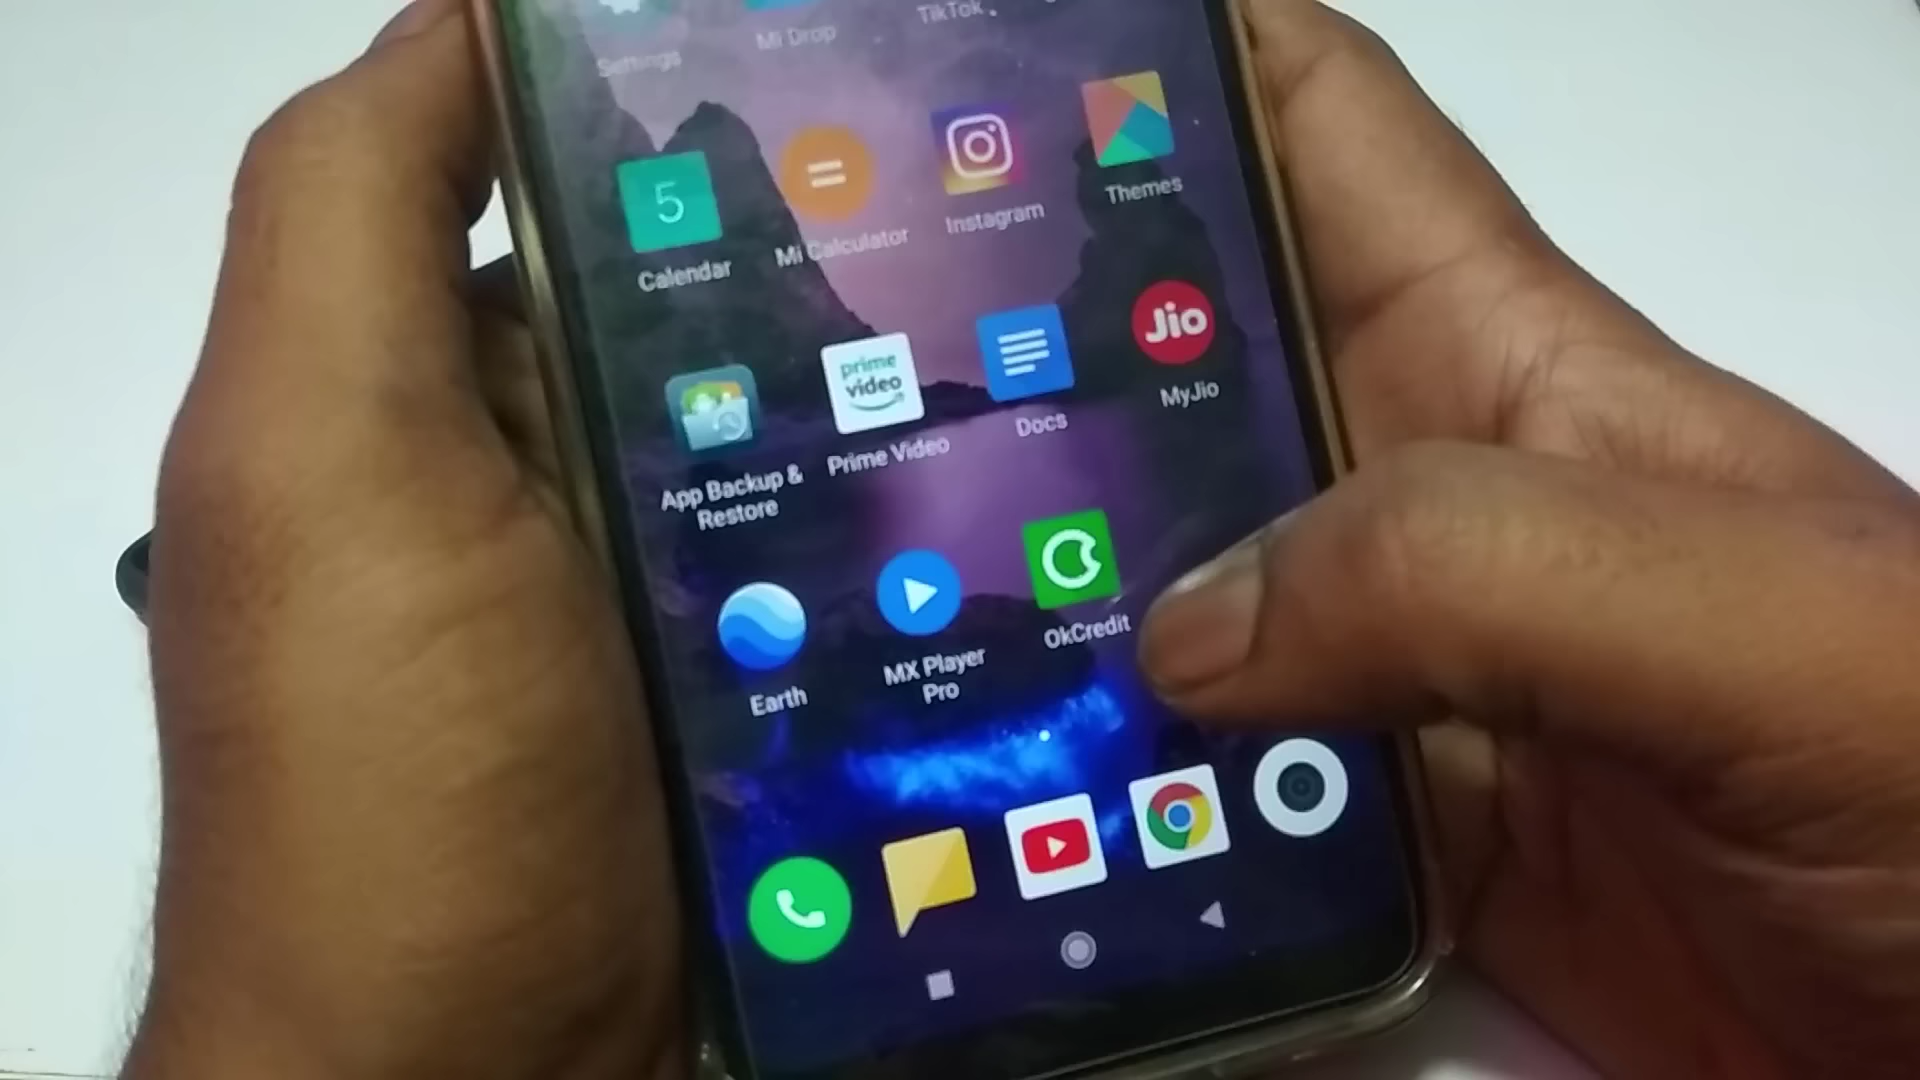 Settings
Mi Drop
TikTok
5
Calendar
Mi Calculator
Instagram
Themes
prime
video
Jio
App Backup &
Restore
Prime Video
Docs
MyJio
Earth
MX Player
Pro
OkCredit